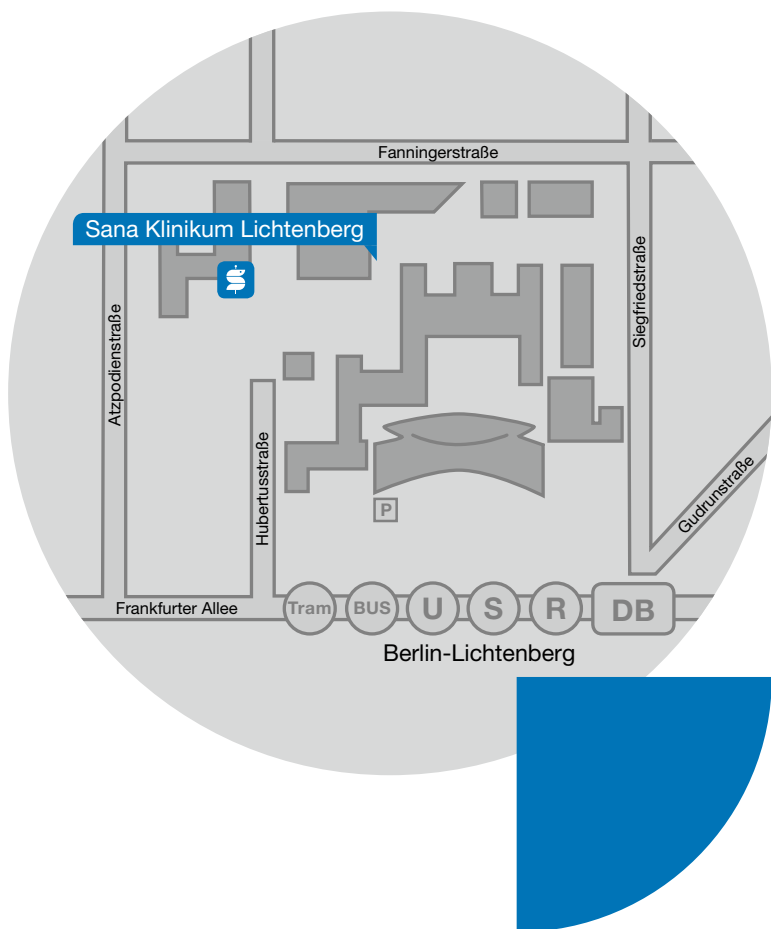 Fanningerstraße
Sana Klinikum Lichtenberg
Siegfriedstraße
Atzpodienstraße
Hubertusstraße
Gudrunstraße
P
Frankfurter Allee
Tram BUS U S R DB
Berlin-Lichtenberg